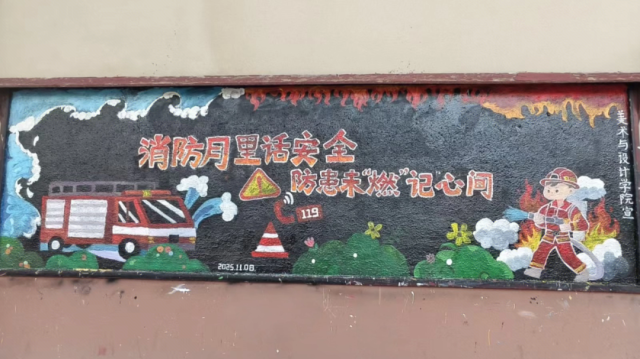 消防月里话安全
防患未“燃”记心间
119
2025.11.08
美术与设计学院宣